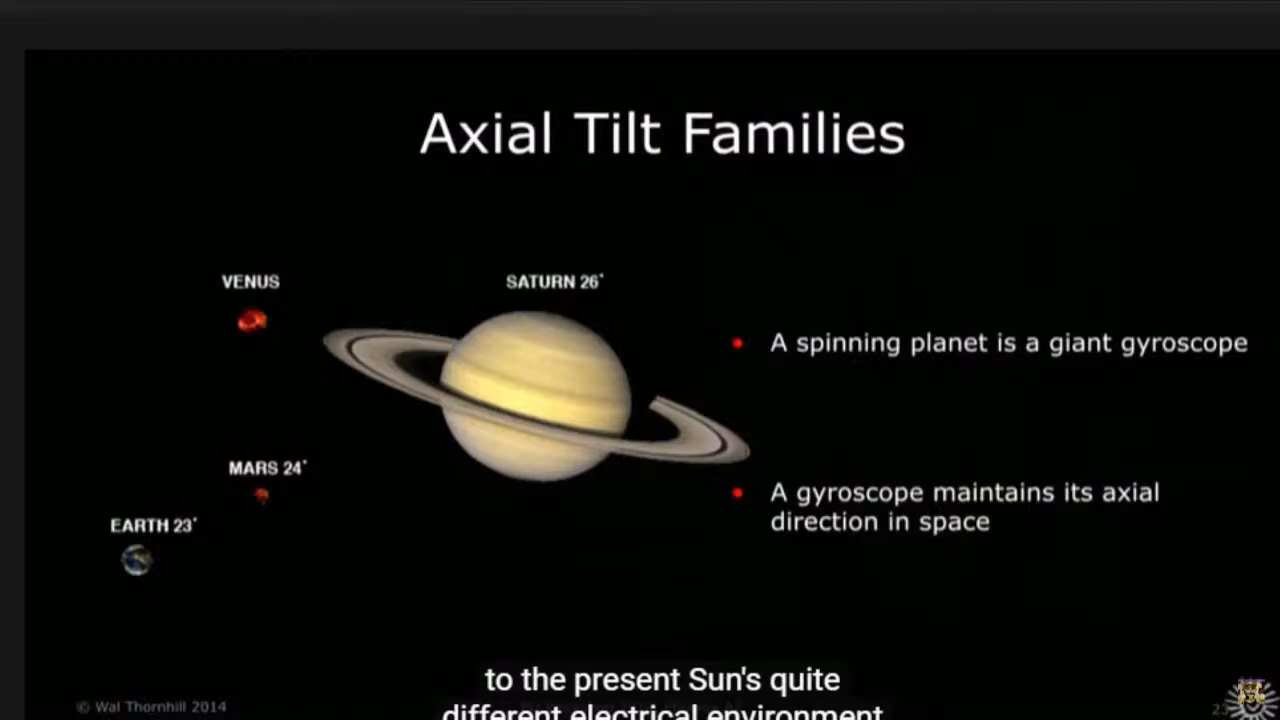 Axial Tilt Families
VENUS
SATURN 26°
A spinning planet is a giant gyroscope
MARS 24°
A gyroscope maintains its axial
direction in space
EARTH 23°
to the present Sun's quite
different electrical environment
© Wal Thornhill 2014